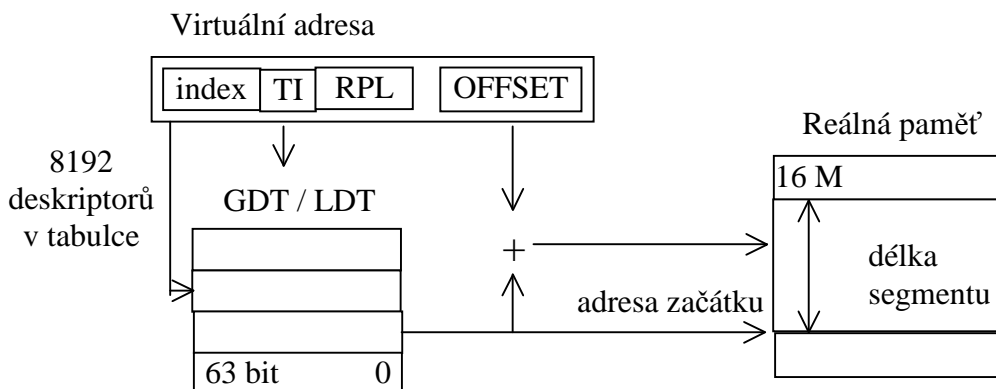 Virtuální adresa
index TI RPL OFFSET
Reálná paměť
8192
deskriptorů
v tabulce
GDT / LDT
16 M
+
délka
segmentu
adresa začátku
63 bit 0